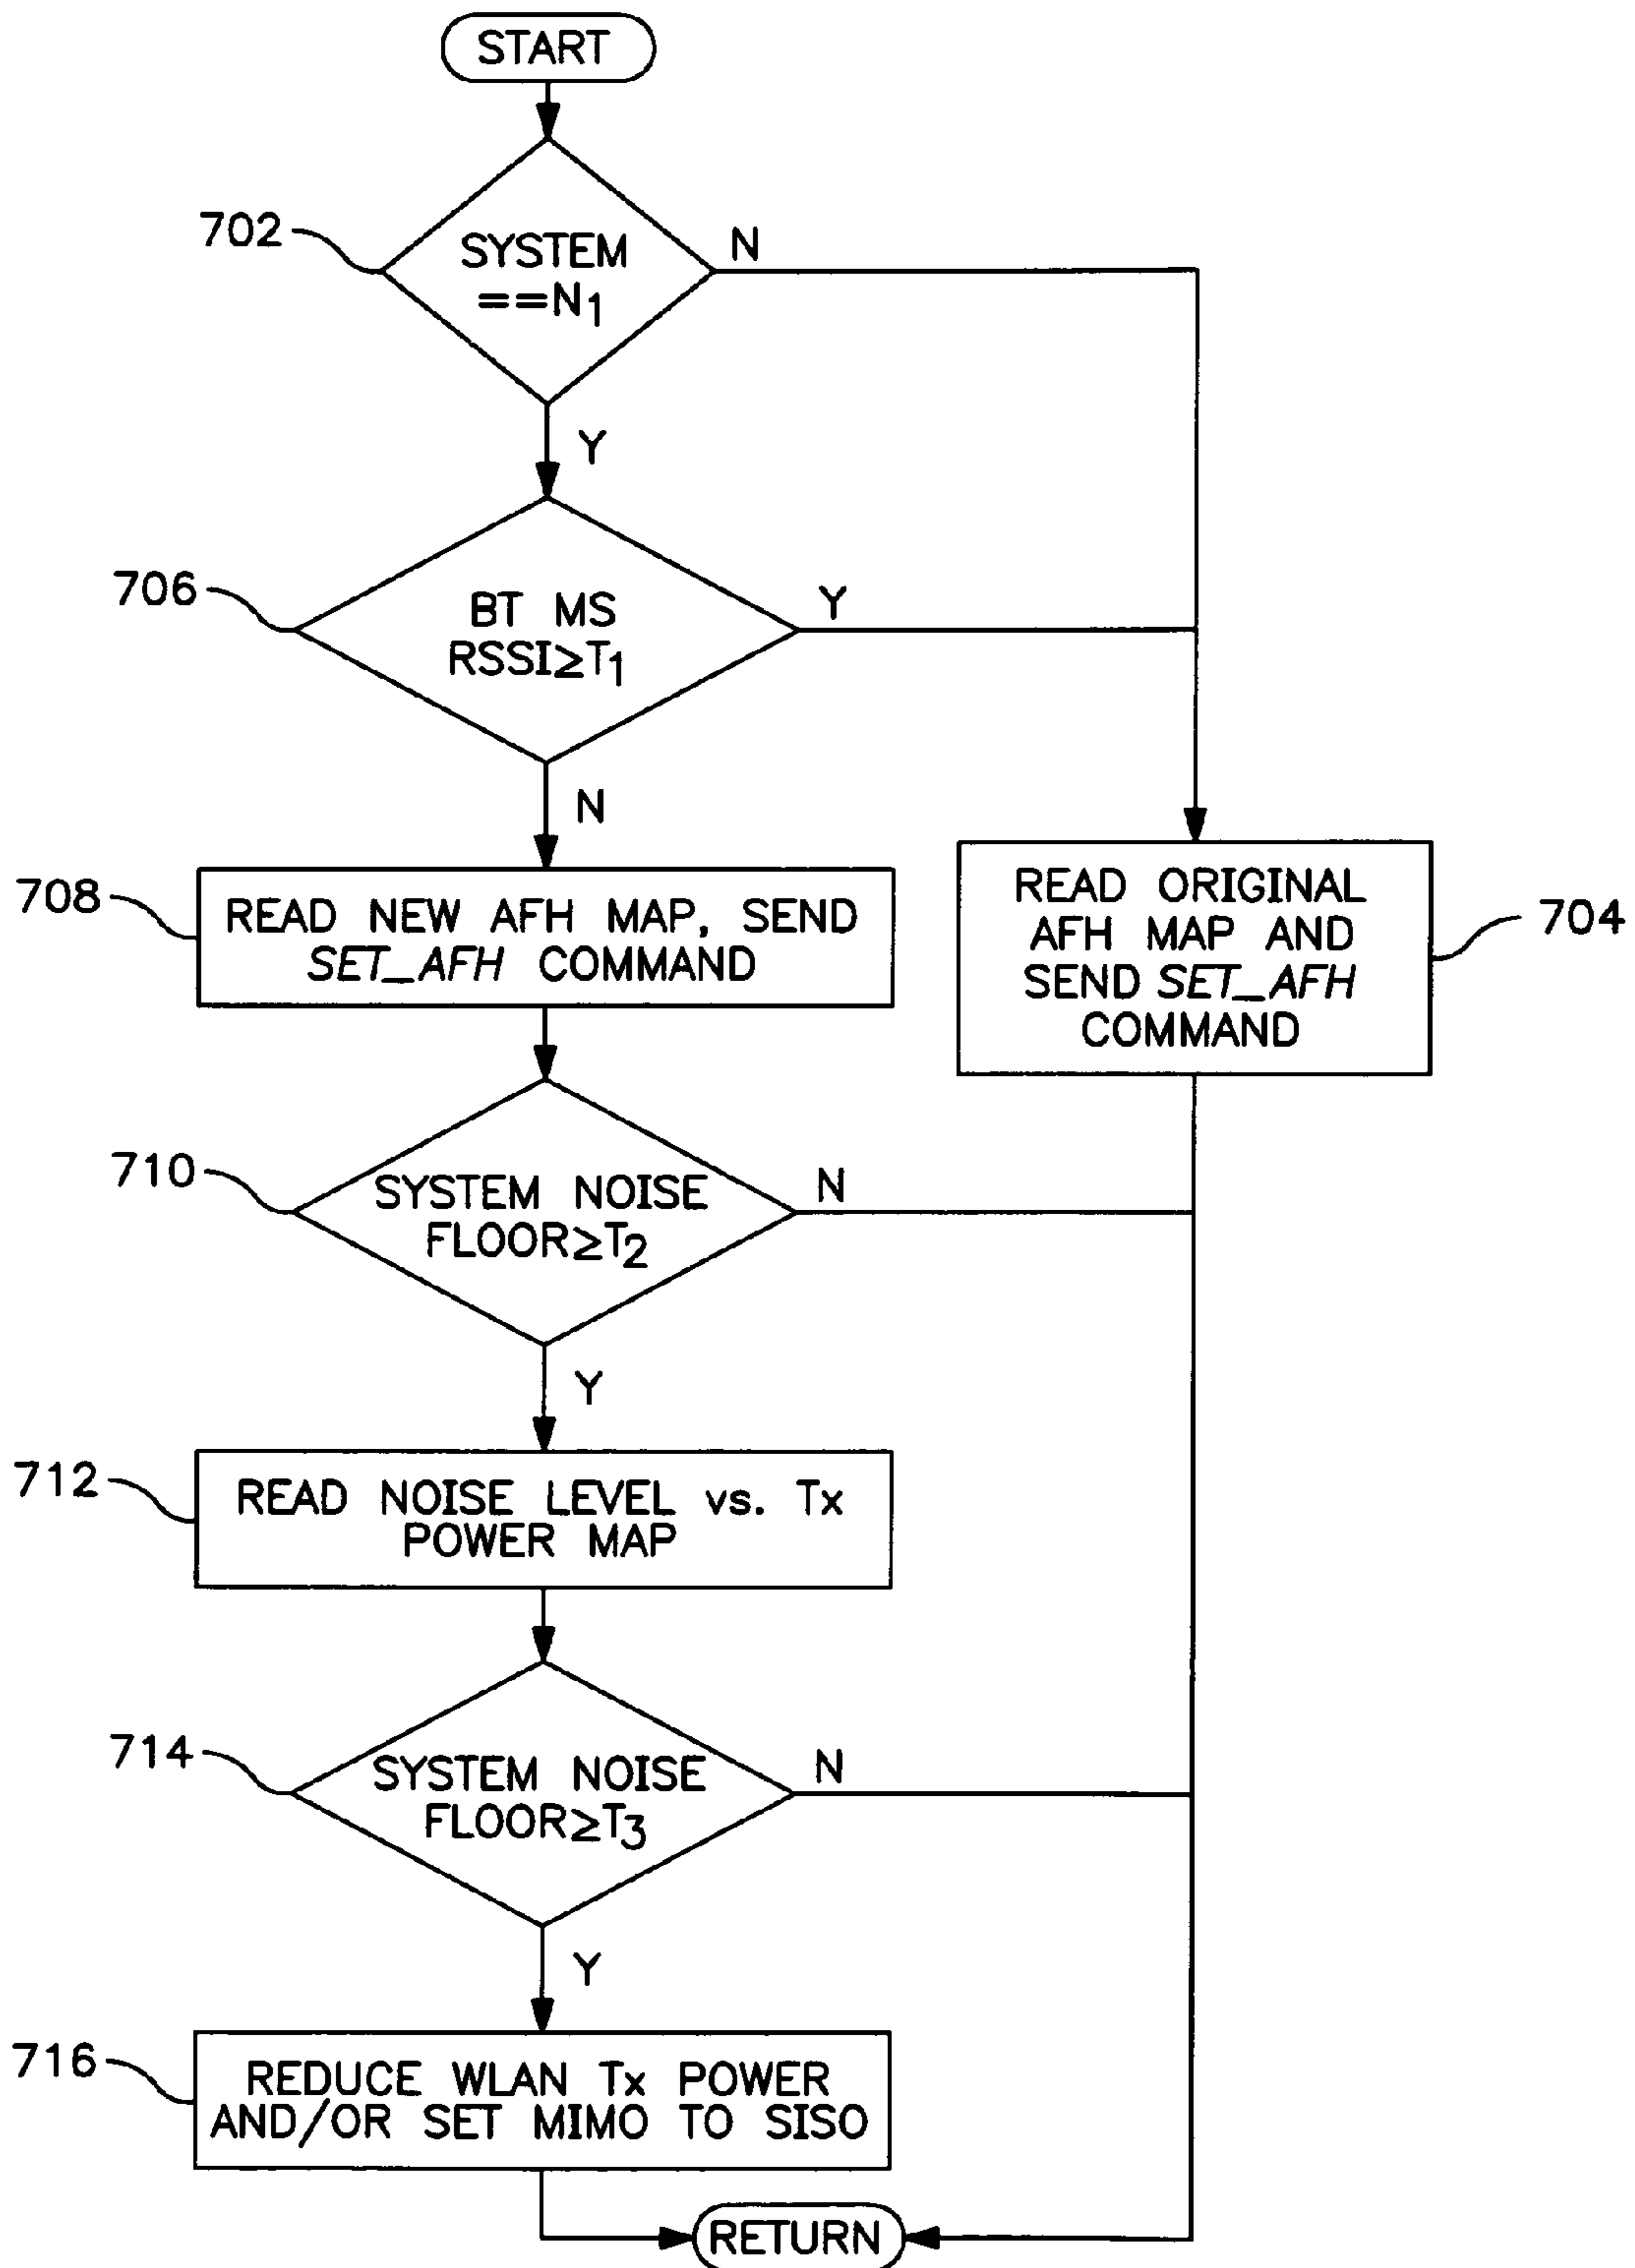 START
702
SYSTEM
==N1
N
Y
706
BT MS
RSSI≥T1
Y
N
708
READ NEW AFH MAP, SEND
SET_AFH COMMAND
READ ORIGINAL
AFH MAP AND
SEND SET_AFH
COMMAND
704
710
SYSTEM NOISE
FLOOR≥T2
N
Y
712
READ NOISE LEVEL vs. Tx
POWER MAP
714
SYSTEM NOISE
FLOOR≥T3
N
Y
716
REDUCE WLAN Tx POWER
AND/OR SET MIMO TO SISO
RETURN